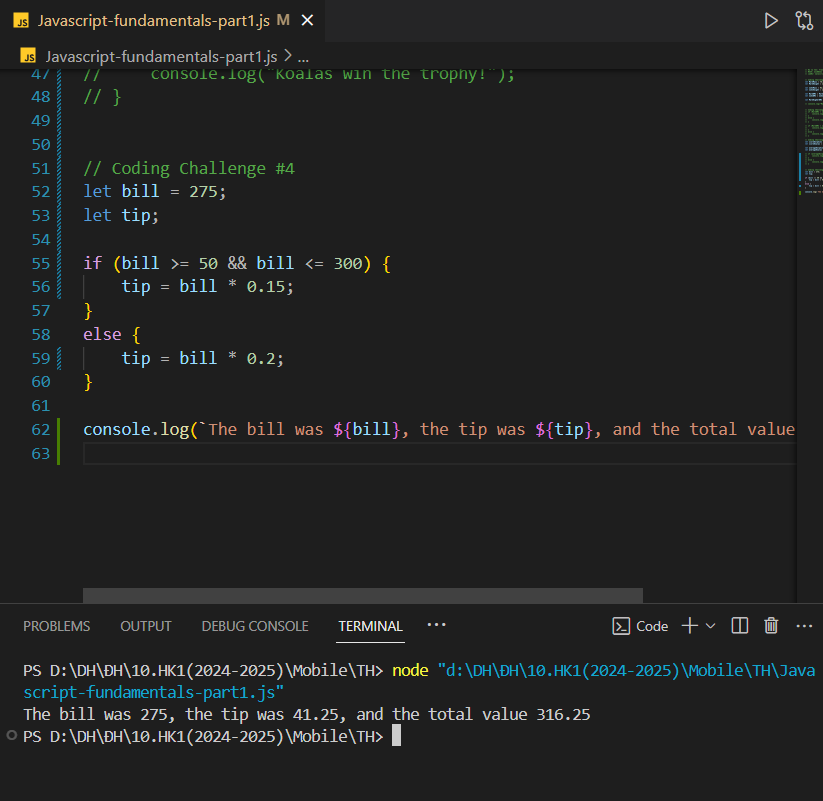 JS Javascript-fundamentals-part1.js M
JS Javascript-fundamentals-part1.js > ...
47 //     console.log("Koalas win the trophy!");
48 // }
49
50
51 // Coding Challenge #4
52 let bill = 275;
53 let tip;
54
55 if (bill >= 50 && bill <= 300) {
56     tip = bill * 0.15;
57 }
58 else {
59     tip = bill * 0.2;
60 }
61
62 console.log(`The bill was ${bill}, the tip was ${tip}, and the total value
63
PROBLEMS OUTPUT DEBUG CONSOLE TERMINAL ... Code
PS D:\DH\ĐH\10.HK1(2024-2025)\Mobile\TH> node "d:\DH\ĐH\10.HK1(2024-2025)\Mobile\TH\Java
script-fundamentals-part1.js"
The bill was 275, the tip was 41.25, and the total value 316.25
PS D:\DH\ĐH\10.HK1(2024-2025)\Mobile\TH>